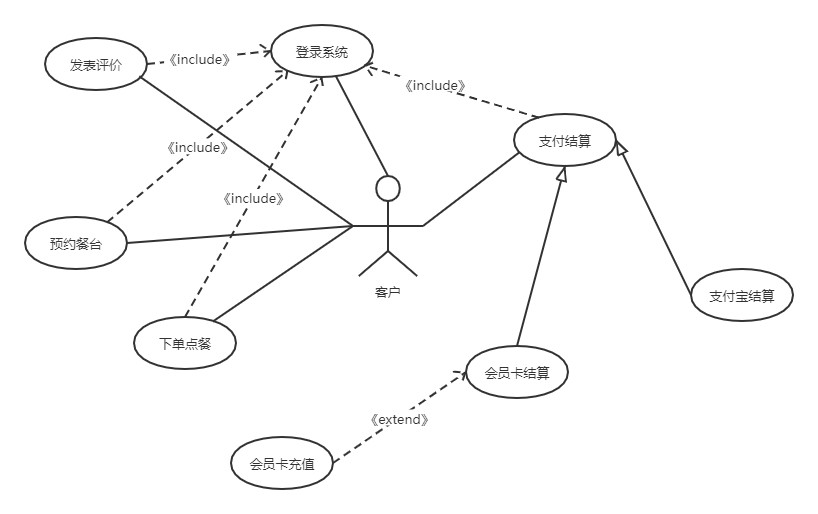 登录系统
发表评价
《include》
《include》
支付结算
《include》
《include》
预约餐台
客户
支付宝结算
下单点餐
会员卡结算
《extend》
会员卡充值